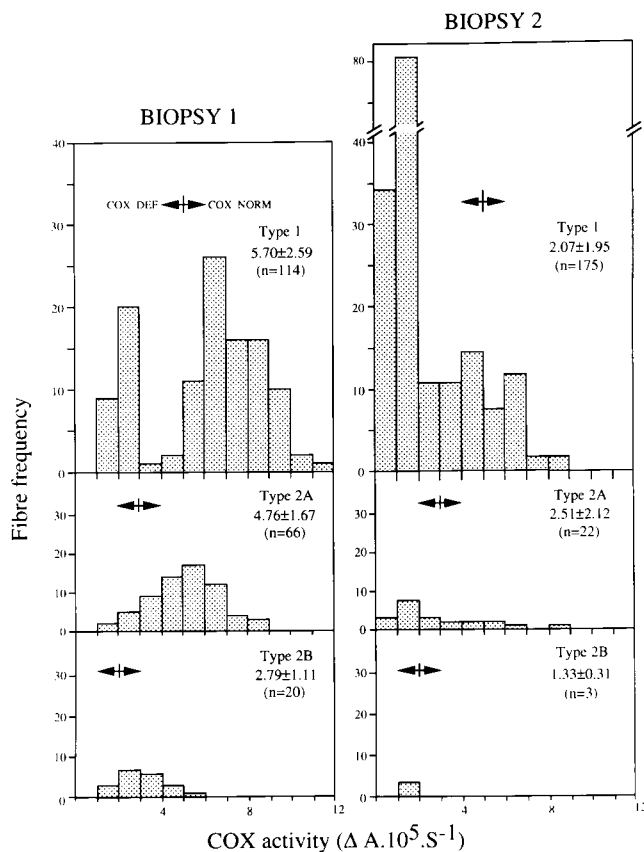 BIOPSY 1
BIOPSY 2
Fibre frequency
40
30
20
10
0
COX DEF
COX NORM
Type 1
5.70±2.59
(n=114)
30
20
10
0
Type 2A
4.76±1.67
(n=66)
30
20
10
0
Type 2B
2.79±1.11
(n=20)
4
8
12
80
40
30
20
10
0
Type 1
2.07±1.95
(n=175)
30
20
10
0
Type 2A
2.51±2.12
(n=22)
30
20
10
0
Type 2B
1.33±0.31
(n=3)
4
8
COX activity (Δ A.10⁵.S⁻¹)